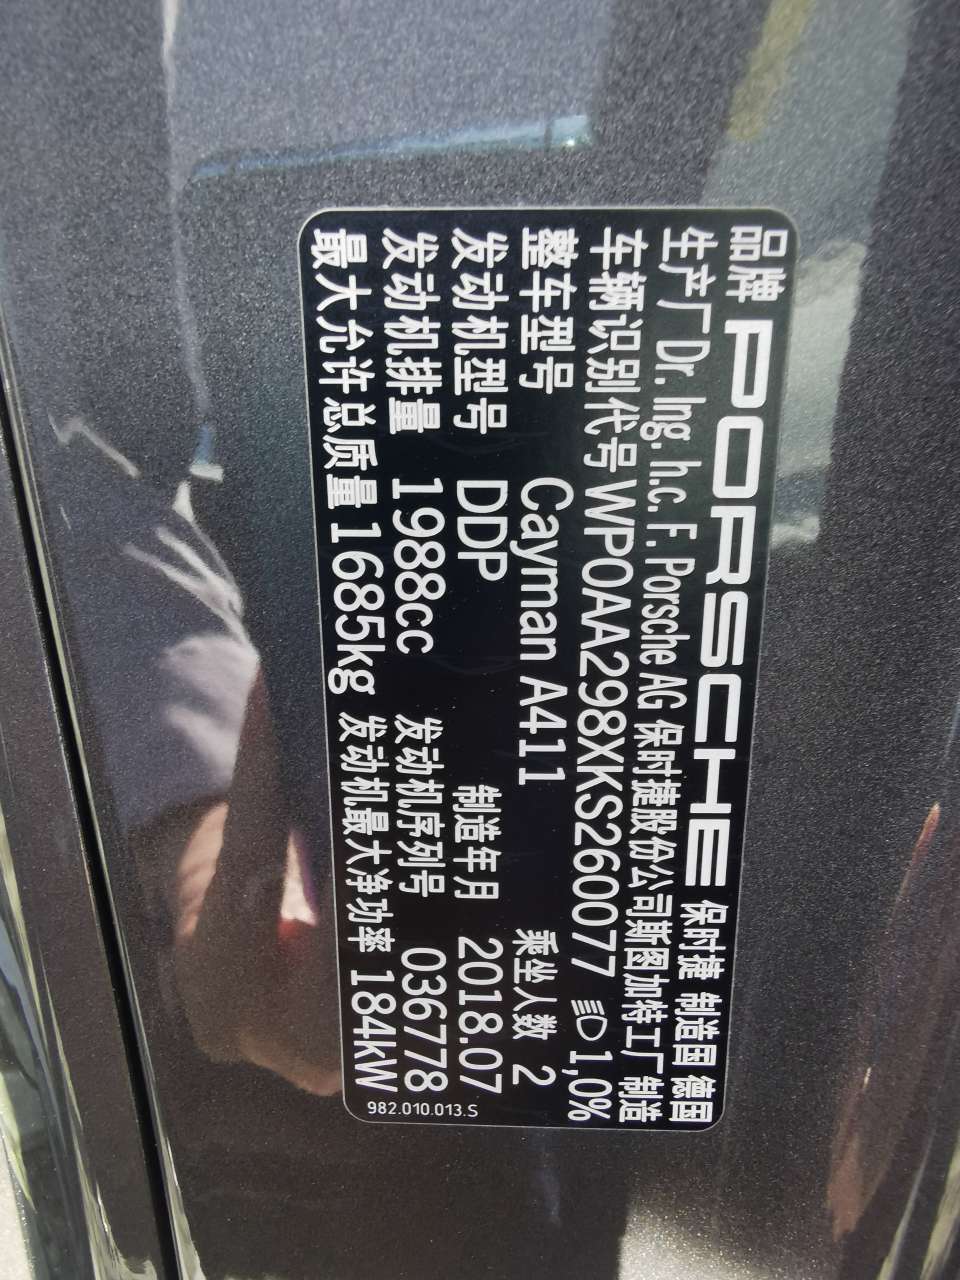 品牌 PORSCHE 保时捷 制造国 德国
生产厂 Dr. Ing. h.c. F. Porsche AG 保时捷股份公司斯图加特工厂制造
车辆识别代号 WP0AA298XKS260077 1,0%
整车型号 Cayman A411 乘坐人数 2
发动机型号 DDP 制造年月 2018.07
发动机排量 1988cc 发动机序列号 036778
最大允许总质量 1685kg 发动机最大净功率 184kW
982.010.013.S